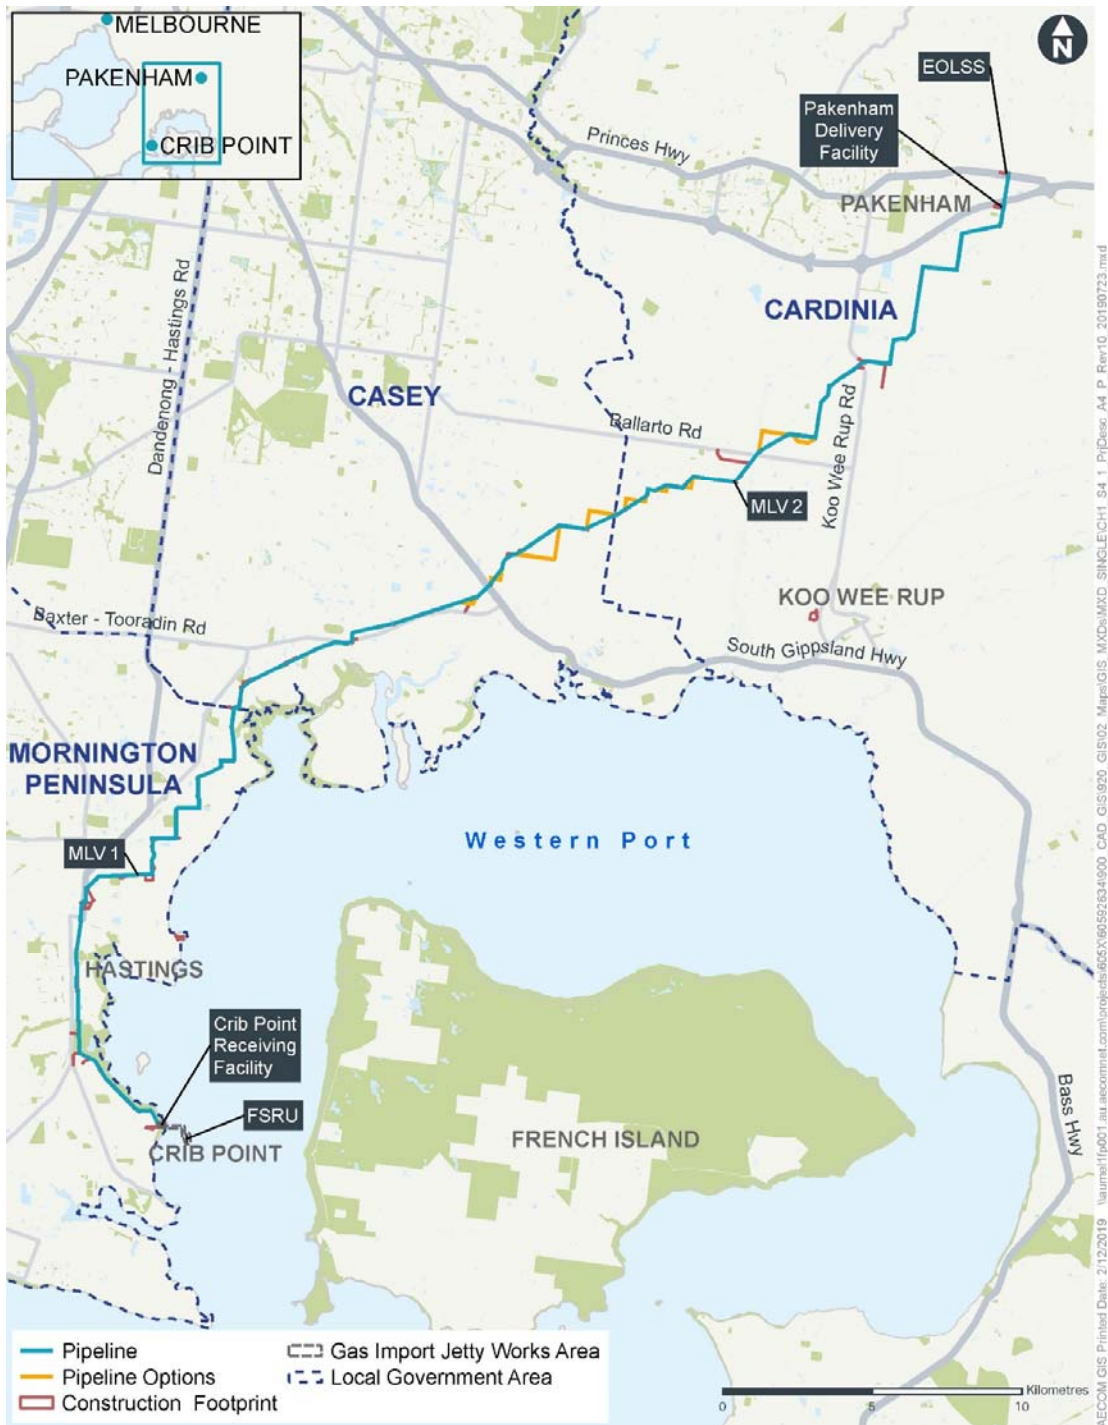 MELBOURNE
PAKENHAM
CRIB POINT
N
EOLSS
Pakenham
Delivery
Facility
Princes Hwy
PAKENHAM
CARDINIA
Dandenong - Hastings Rd
CASEY
Ballarto Rd
Koo Wee Rup Rd
MLV 2
KOO WEE RUP
Baxter - Tooradin Rd
South Gippsland Hwy
MORNINGTON
PENINSULA
Western Port
MLV 1
HASTINGS
Crib Point
Receiving
Facility
FSRU
CRIB POINT
FRENCH ISLAND
Bass Hwy
Pipeline
Pipeline Options
Construction Footprint
Gas Import Jetty Works Area
Local Government Area
Kilometres
0
5
10
AECOM GIS Printed Date: 2/12/2019